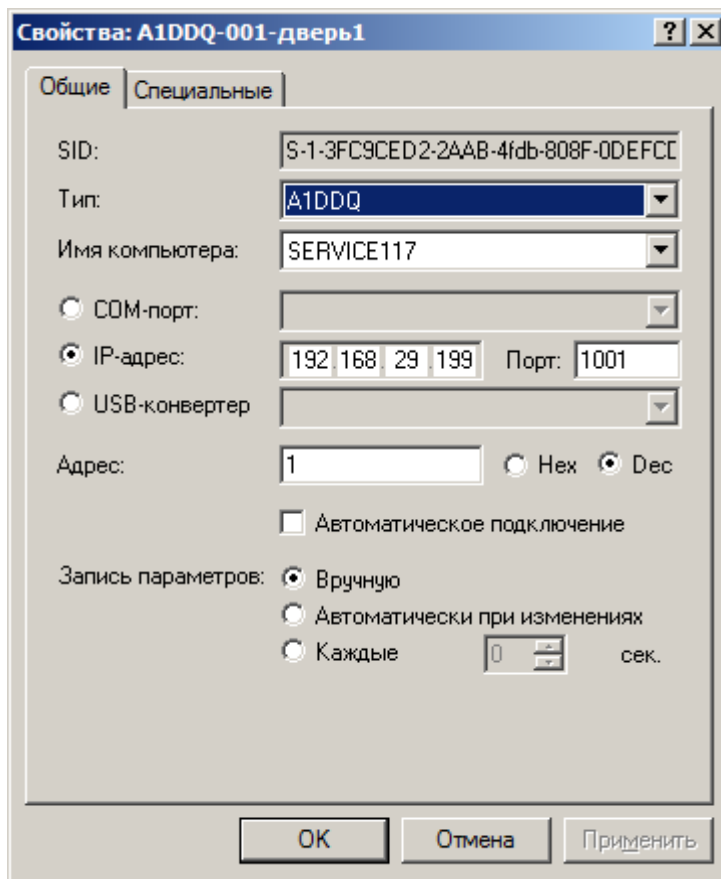 Свойства: A1DDQ-001-дверь1
Общие Специальные
SID: S-1-3FC9CED2-2AAB-4fdb-808F-0DEFCD
Тип: A1DDQ
Имя компьютера: SERVICE117
COM-порт:
IP-адрес: 192.168. 29 .199 Порт: 1001
USB-конвертер
Адрес: 1 Hex Dec
Автоматическое подключение
Запись параметров: Вручную
Автоматически при изменениях
Каждые 0 сек.
OK Отмена Применить